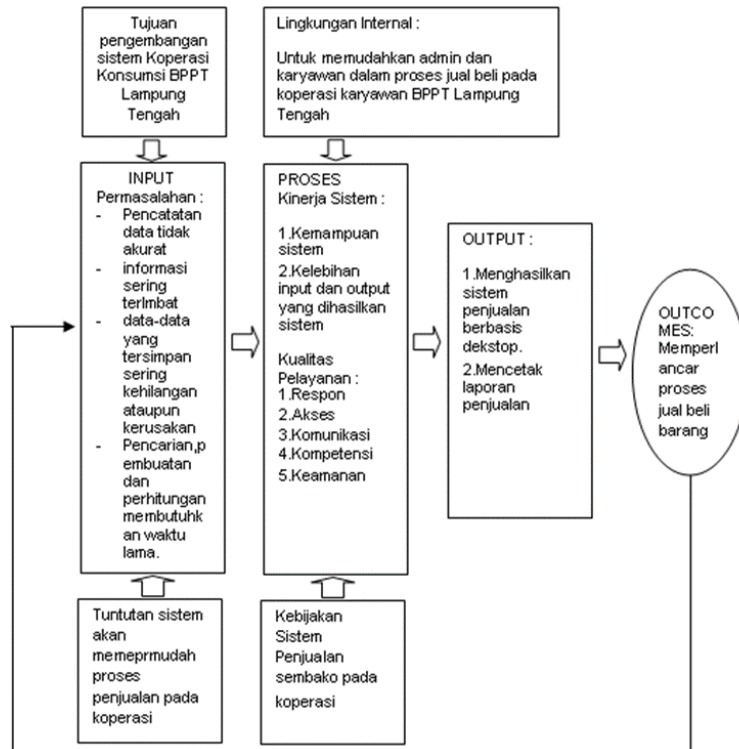 Tujuan
pengembangan
sistem Koperasi
Konsumsi BPPT
Lampung
Tengah
Lingkungan Internal :
Untuk memudahkan admin dan
karyawan dalam proses jual beli pada
koperasi karyawan BPPT Lampung
Tengah
INPUT
Permasalahan :
- Pencatatan
data tidak
akurat
- informasi
sering
terlmbat
- data-data
yang
tersimpan
sering
kehilangan
ataupun
kerusakan
- Pencarian,p
embuatan
dan
perhitungan
membutuhk
an waktu
lama.
PROSES
Kinerja Sistem :
1.Kemampuan
sistem
2.Kelebihan
input dan output
yang dihasilkan
sistem
Kualitas
Pelayanan :
1.Respon
2.Akses
3.Komunikasi
4.Kompetensi
5.Keamanan
OUTPUT :
1.Menghasilkan
sistem
penjualan
berbasis
dekstop.
2.Mencetak
laporan
penjualan
OUTCO
MES:
Memperl
ancar
proses
jual beli
barang
Tuntutan sistem
akan
memeprmudah
proses
penjualan pada
koperasi
Kebijakan
Sistem
Penjualan
sembako pada
koperasi